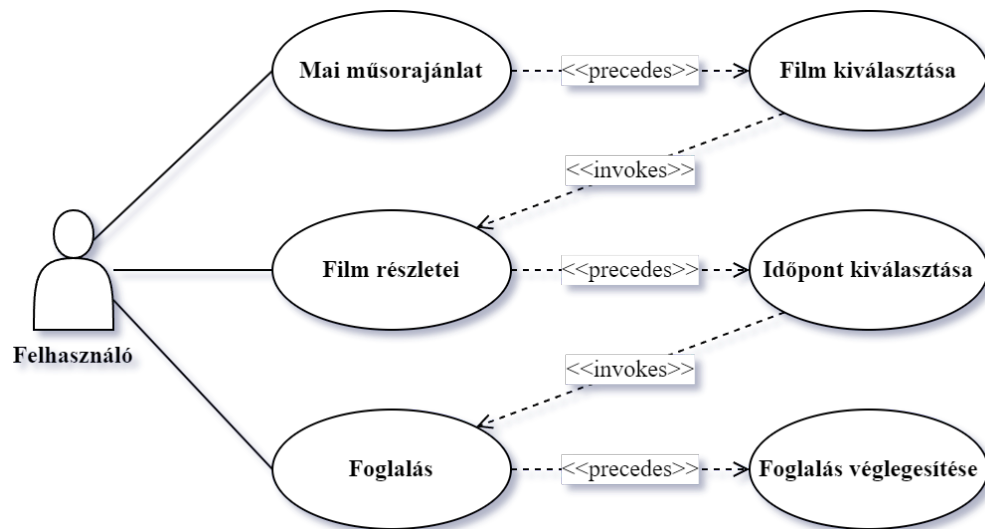 Mai műsorajánlat
<<precedes>>
Film kiválasztása
<<invokes>>
Film részletei
<<precedes>>
Időpont kiválasztása
Felhasználó
<<invokes>>
Foglalás
<<precedes>>
Foglalás véglegesítése